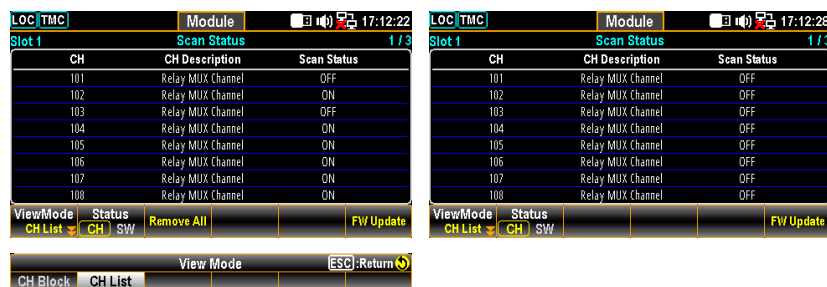 LOC TMC Module 17:12:22
Slot 1 Scan Status 1 / 3
CH CH Description Scan Status
101 Relay MUX Channel OFF
102 Relay MUX Channel ON
103 Relay MUX Channel OFF
104 Relay MUX Channel ON
105 Relay MUX Channel ON
106 Relay MUX Channel ON
107 Relay MUX Channel ON
108 Relay MUX Channel ON
ViewMode Status Remove All FW Update
CH List CH SW
LOC TMC Module 17:12:28
Slot 1 Scan Status 1 / 3
CH CH Description Scan Status
101 Relay MUX Channel OFF
102 Relay MUX Channel OFF
103 Relay MUX Channel OFF
104 Relay MUX Channel OFF
105 Relay MUX Channel OFF
106 Relay MUX Channel OFF
107 Relay MUX Channel OFF
108 Relay MUX Channel OFF
ViewMode Status FW Update
CH List CH SW
View Mode ESC :Return
CH Block CH List